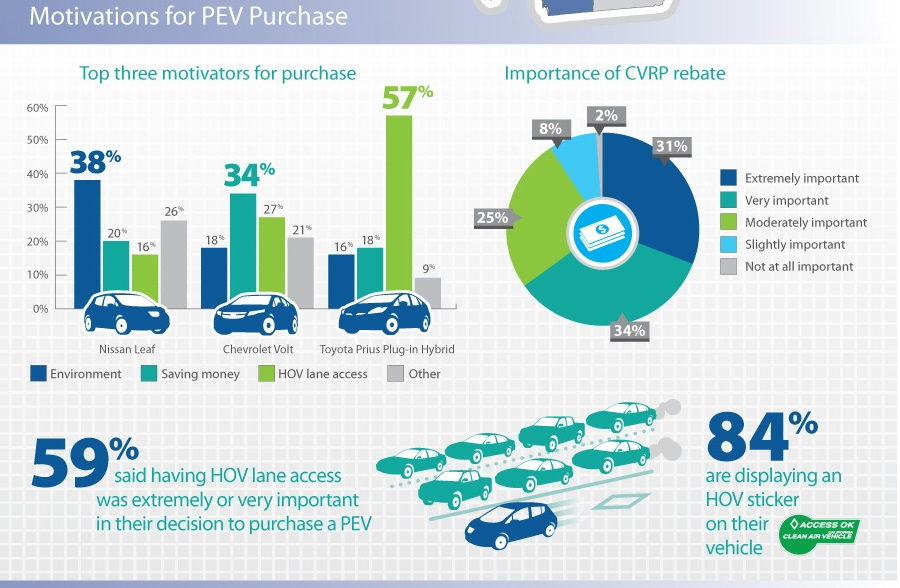 Motivations for PEV Purchase
Top three motivators for purchase
60%
50%
40%
30%
20%
10%
0%
38%
20%
16%
26%
18%
34%
27%
21%
16%
18%
57%
9%
Nissan Leaf
Chevrolet Volt
Toyota Prius Plug-in Hybrid
Environment
Saving money
HOV lane access
Other
Importance of CVRP rebate
2%
8%
31%
25%
34%
$
Extremely important
Very important
Moderately important
Slightly important
Not at all important
59% said having HOV lane access
was extremely or very important
in their decision to purchase a PEV
84%
are displaying an
HOV sticker
on their
vehicle
ACCESS OK
CALIFORNIA
CLEAN AIR VEHICLE